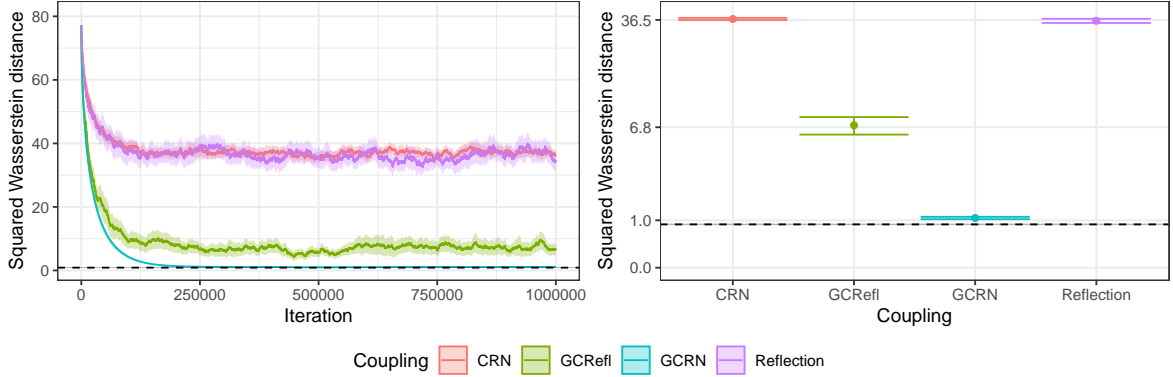 Squared Wasserstein distance
80
60
40
20
0
0
250000
500000
750000
1000000
Iteration
Squared Wasserstein distance
36.5
6.8
1.0
0.0
CRN
GCRefl
GCRN
Reflection
Coupling
Coupling
CRN
GCRefl
GCRN
Reflection